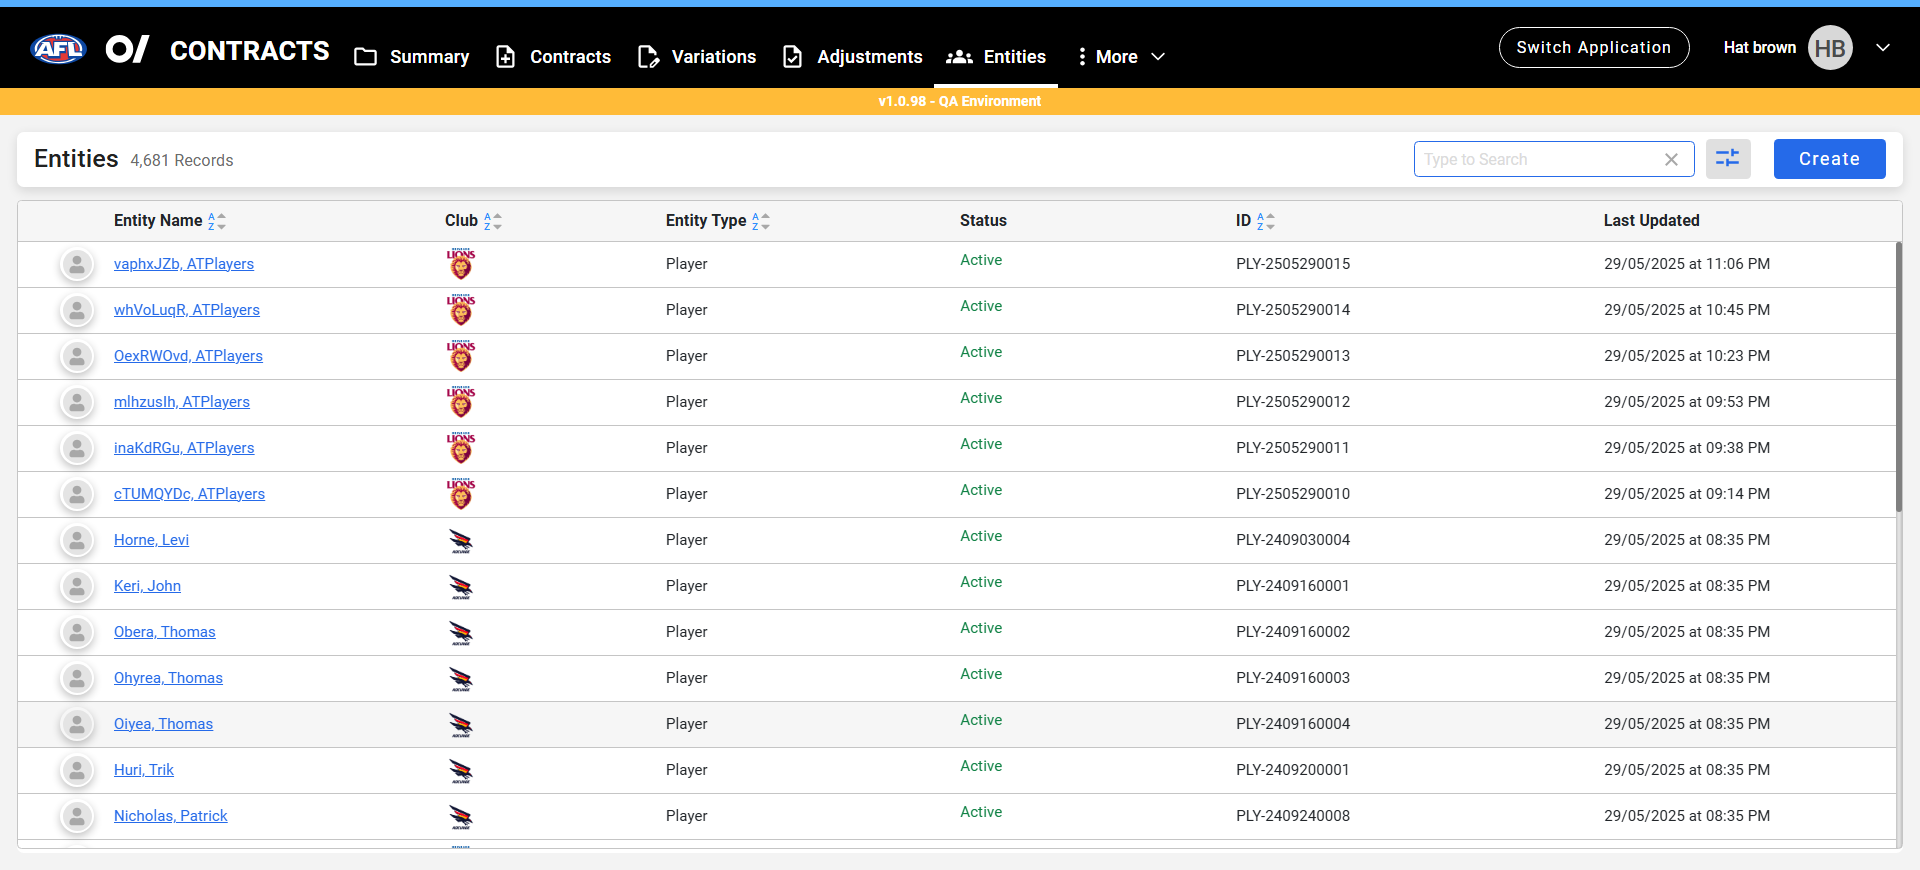 AFL CONTRACTS Summary Contracts Variations Adjustments Entities More Switch Application Hat brown HB
v1.0.98 - QA Environment
Entities 4,681 Records Type to Search Create
Entity Name Club Entity Type Status ID Last Updated
vaphxJZb, ATPlayers LIONS Player Active PLY-2505290015 29/05/2025 at 11:06 PM
whVoLuqR, ATPlayers LIONS Player Active PLY-2505290014 29/05/2025 at 10:45 PM
OexRWOvd, ATPlayers LIONS Player Active PLY-2505290013 29/05/2025 at 10:23 PM
mlhzusIh, ATPlayers LIONS Player Active PLY-2505290012 29/05/2025 at 09:53 PM
inaKdRGu, ATPlayers LIONS Player Active PLY-2505290011 29/05/2025 at 09:38 PM
cTUMQYDc, ATPlayers LIONS Player Active PLY-2505290010 29/05/2025 at 09:14 PM
Horne, Levi Player Active PLY-2409030004 29/05/2025 at 08:35 PM
Keri, John Player Active PLY-2409160001 29/05/2025 at 08:35 PM
Obera, Thomas Player Active PLY-2409160002 29/05/2025 at 08:35 PM
Ohyrea, Thomas Player Active PLY-2409160003 29/05/2025 at 08:35 PM
Oiyea, Thomas Player Active PLY-2409160004 29/05/2025 at 08:35 PM
Huri, Trik Player Active PLY-2409200001 29/05/2025 at 08:35 PM
Nicholas, Patrick Player Active PLY-2409240008 29/05/2025 at 08:35 PM